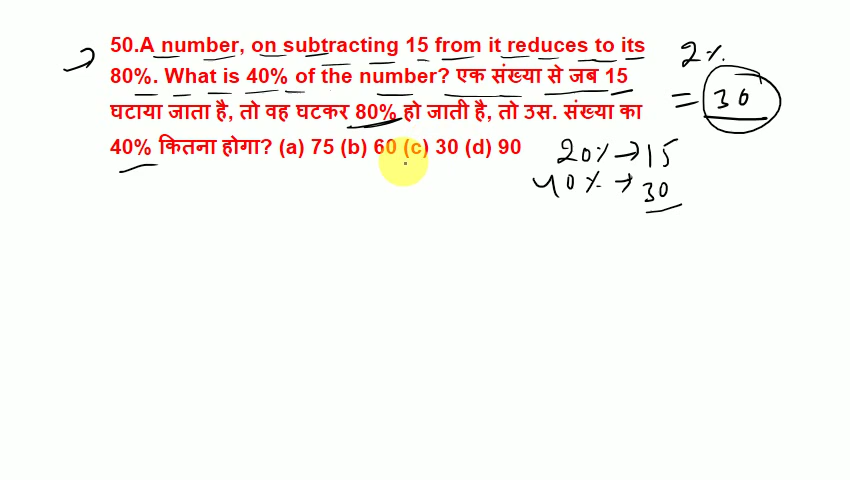 50.A number, on subtracting 15 from it reduces to its
80%. What is 40% of the number? एक संख्या से जब 15
घटाया जाता है, तो वह घटकर 80% हो जाती है, तो उस. संख्या का
40% कितना होगा? (a) 75 (b) 60 (c) 30 (d) 90
2%
= 30
20% → 15
40% → 30